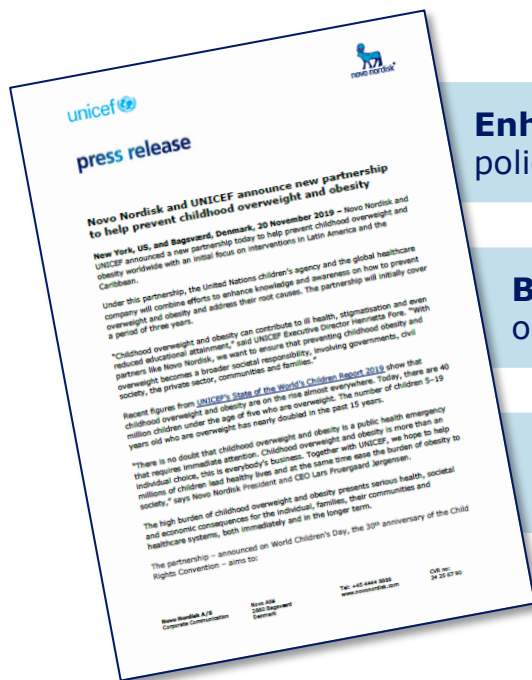 unicef
novo nordisk
press release
Novo Nordisk and UNICEF announce new partnership
to help prevent childhood overweight and obesity
New York, US, and Bagsværd, Denmark, 20 November 2019 – Novo Nordisk and
UNICEF announced a new partnership today to help prevent childhood overweight and
obesity worldwide with an initial focus on interventions in Latin America and the
Caribbean.
Under this partnership, the United Nations children's agency and the global healthcare
company will combine efforts to enhance knowledge and awareness on how to prevent
overweight and obesity and address their root causes. The partnership will initially cover
a period of three years.
"Childhood overweight and obesity can contribute to ill health, stigmatisation and even
reduced educational attainment," said UNICEF Executive Director Henrietta Fore. "With
partners like Novo Nordisk, we want to ensure that preventing childhood obesity and
overweight becomes a broader societal responsibility, involving governments, civil
society, the private sector, communities and families."
Recent figures from UNICEF's State of the World's Children Report 2019 show that
childhood overweight and obesity are on the rise almost everywhere. Today, there are 40
million children under the age of five who are overweight. The number of children 5–19
years old who are overweight has nearly doubled in the past 15 years.
"There is no doubt that childhood overweight and obesity is a public health emergency
that requires immediate attention. Childhood overweight and obesity is more than an
individual choice, this is everybody's business. Together with UNICEF, we hope to help
millions of children lead healthy lives and at the same time ease the burden of obesity to
society," says Novo Nordisk President and CEO Lars Fruergaard Jørgensen.
The high burden of childhood overweight and obesity presents serious health, societal
and economic consequences for the individual, families, their communities and
healthcare systems, both immediately and in the longer term.
The partnership – announced on World Children's Day, the 30th anniversary of the Child
Rights Convention – aims to:
Novo Nordisk A/S
Corporate Communication
Novo Allé
2880 Bagsværd
Denmark
Tel: +45 4444 8888
www.novonordisk.com
CVR no:
24 25 67 90
Enh
poli
B
o